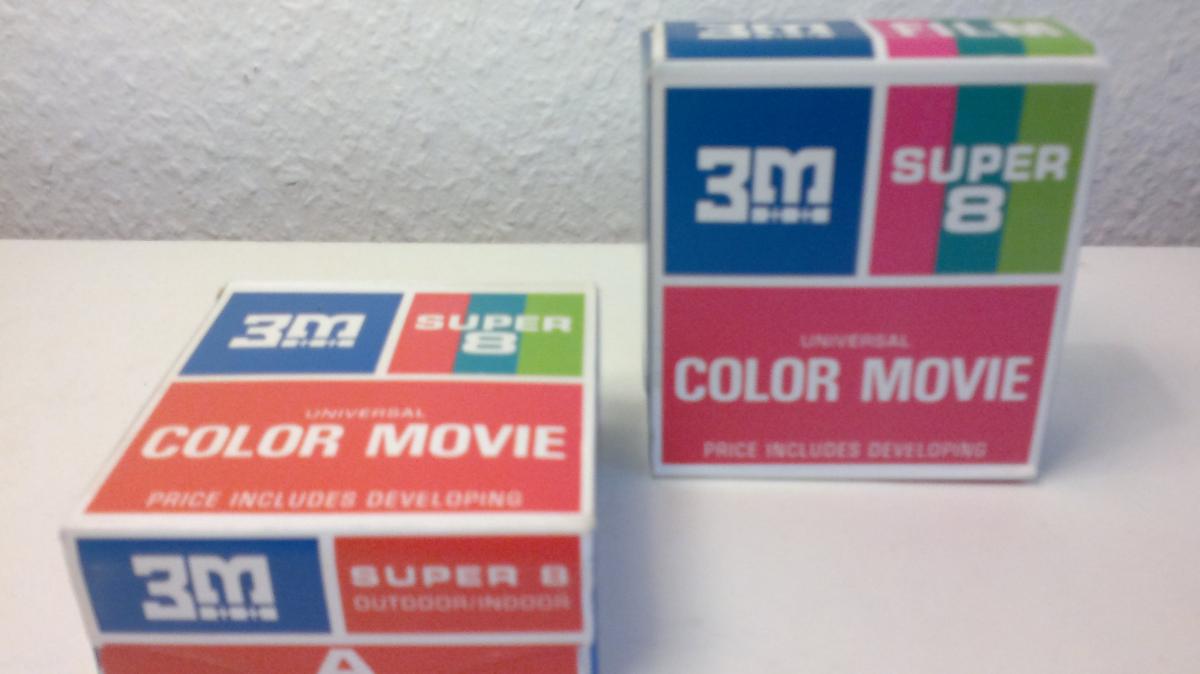 3M
SUPER
8
UNIVERSAL
COLOR MOVIE
PRICE INCLUDES DEVELOPING
3M
SUPER 8
OUTDOOR/INDOOR
A
3M
FILM
3M
SUPER
8
UNIVERSAL
COLOR MOVIE
PRICE INCLUDES DEVELOPING